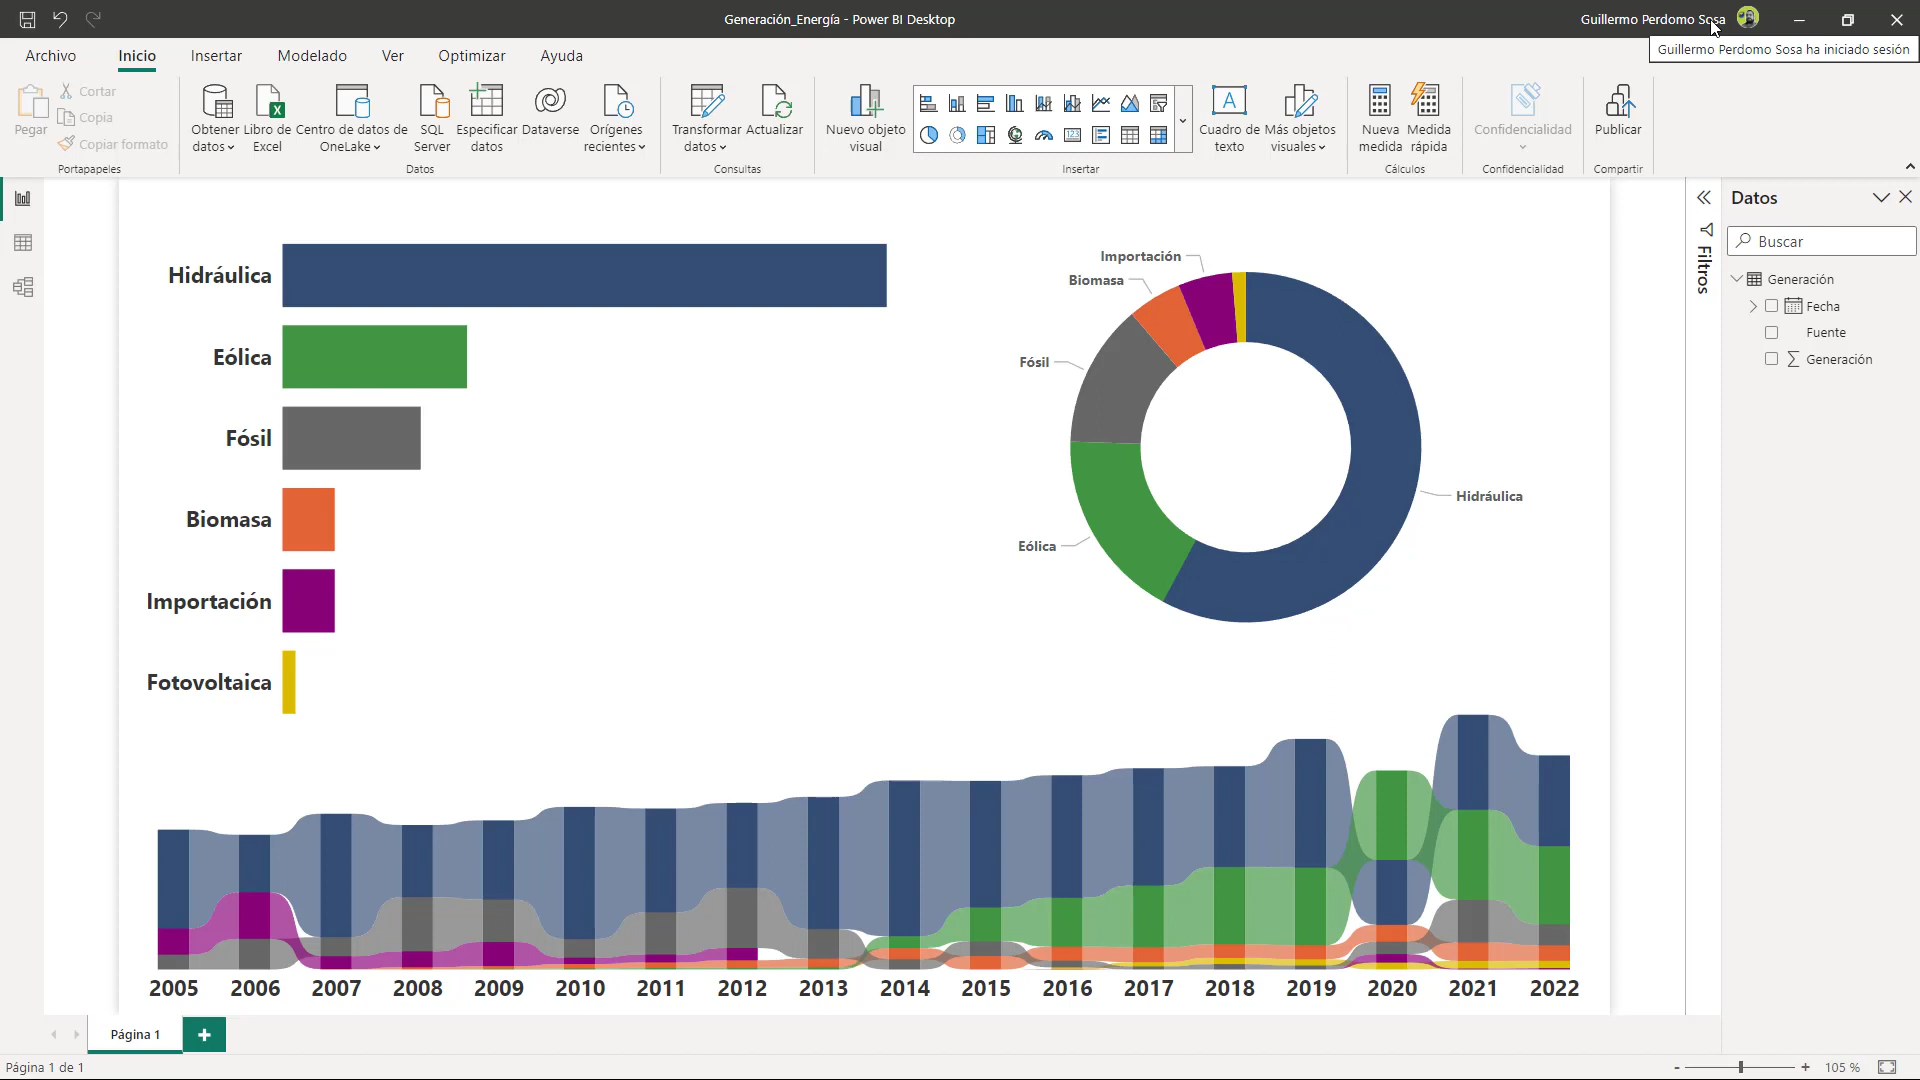 Generación_Energía - Power BI Desktop
Guillermo Perdomo Sosa
Archivo Inicio Insertar Modelado Ver Optimizar Ayuda
Guillermo Perdomo Sosa ha iniciado sesión
Pegar
Cortar
Copia
Copiar formato
Portapapeles
Obtener datos
Libro de Excel
Centro de datos de OneLake
SQL Server
Especificar datos
Dataverse
Orígenes recientes
Datos
Transformar datos
Actualizar
Consultas
Nuevo objeto visual
123
A
Cuadro de texto
Más objetos visuales
Insertar
Nueva medida
Medida rápida
Cálculos
Confidencialidad
Confidencialidad
Publicar
Compartir
Hidráulica
Eólica
Fósil
Biomasa
Importación
Fotovoltaica
Importación
Biomasa
Fósil
Eólica
Hidráulica
2005 2006 2007 2008 2009 2010 2011 2012 2013 2014 2015 2016 2017 2018 2019 2020 2021 2022
Filtros
Datos
Buscar
Generación
Fecha
Fuente
Generación
Página 1
Página 1 de 1
- + 105 %